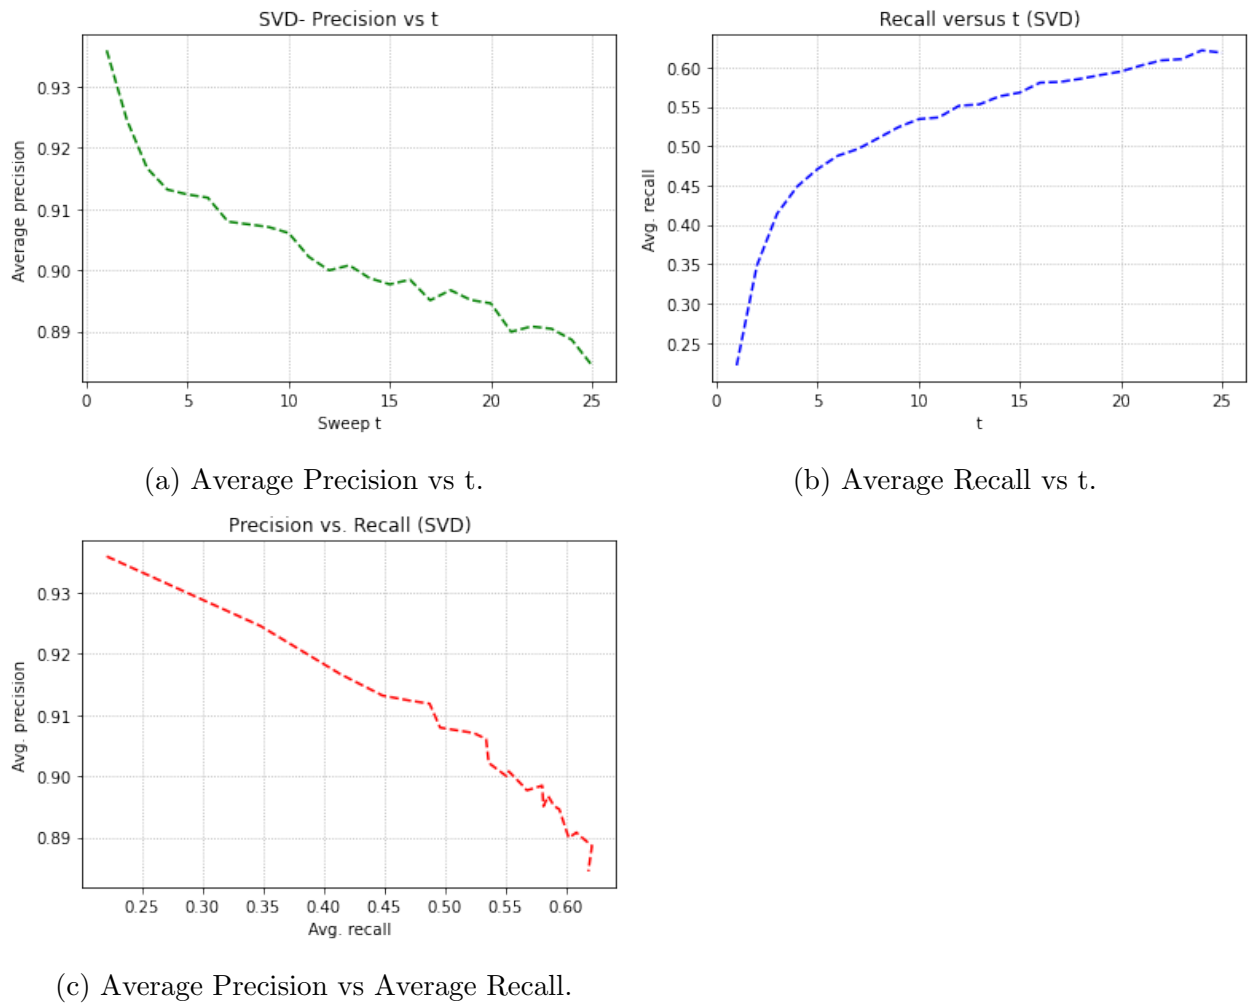 SVD- Precision vs t
Average precision
0.93
0.92
0.91
0.90
0.89
0 5 10 15 20 25
Sweep t
(a) Average Precision vs t.
Recall versus t (SVD)
Avg. recall
0.60
0.55
0.50
0.45
0.40
0.35
0.30
0.25
0 5 10 15 20 25
t
(b) Average Recall vs t.
Precision vs. Recall (SVD)
Avg. precision
0.93
0.92
0.91
0.90
0.89
0.25 0.30 0.35 0.40 0.45 0.50 0.55 0.60
Avg. recall
(c) Average Precision vs Average Recall.